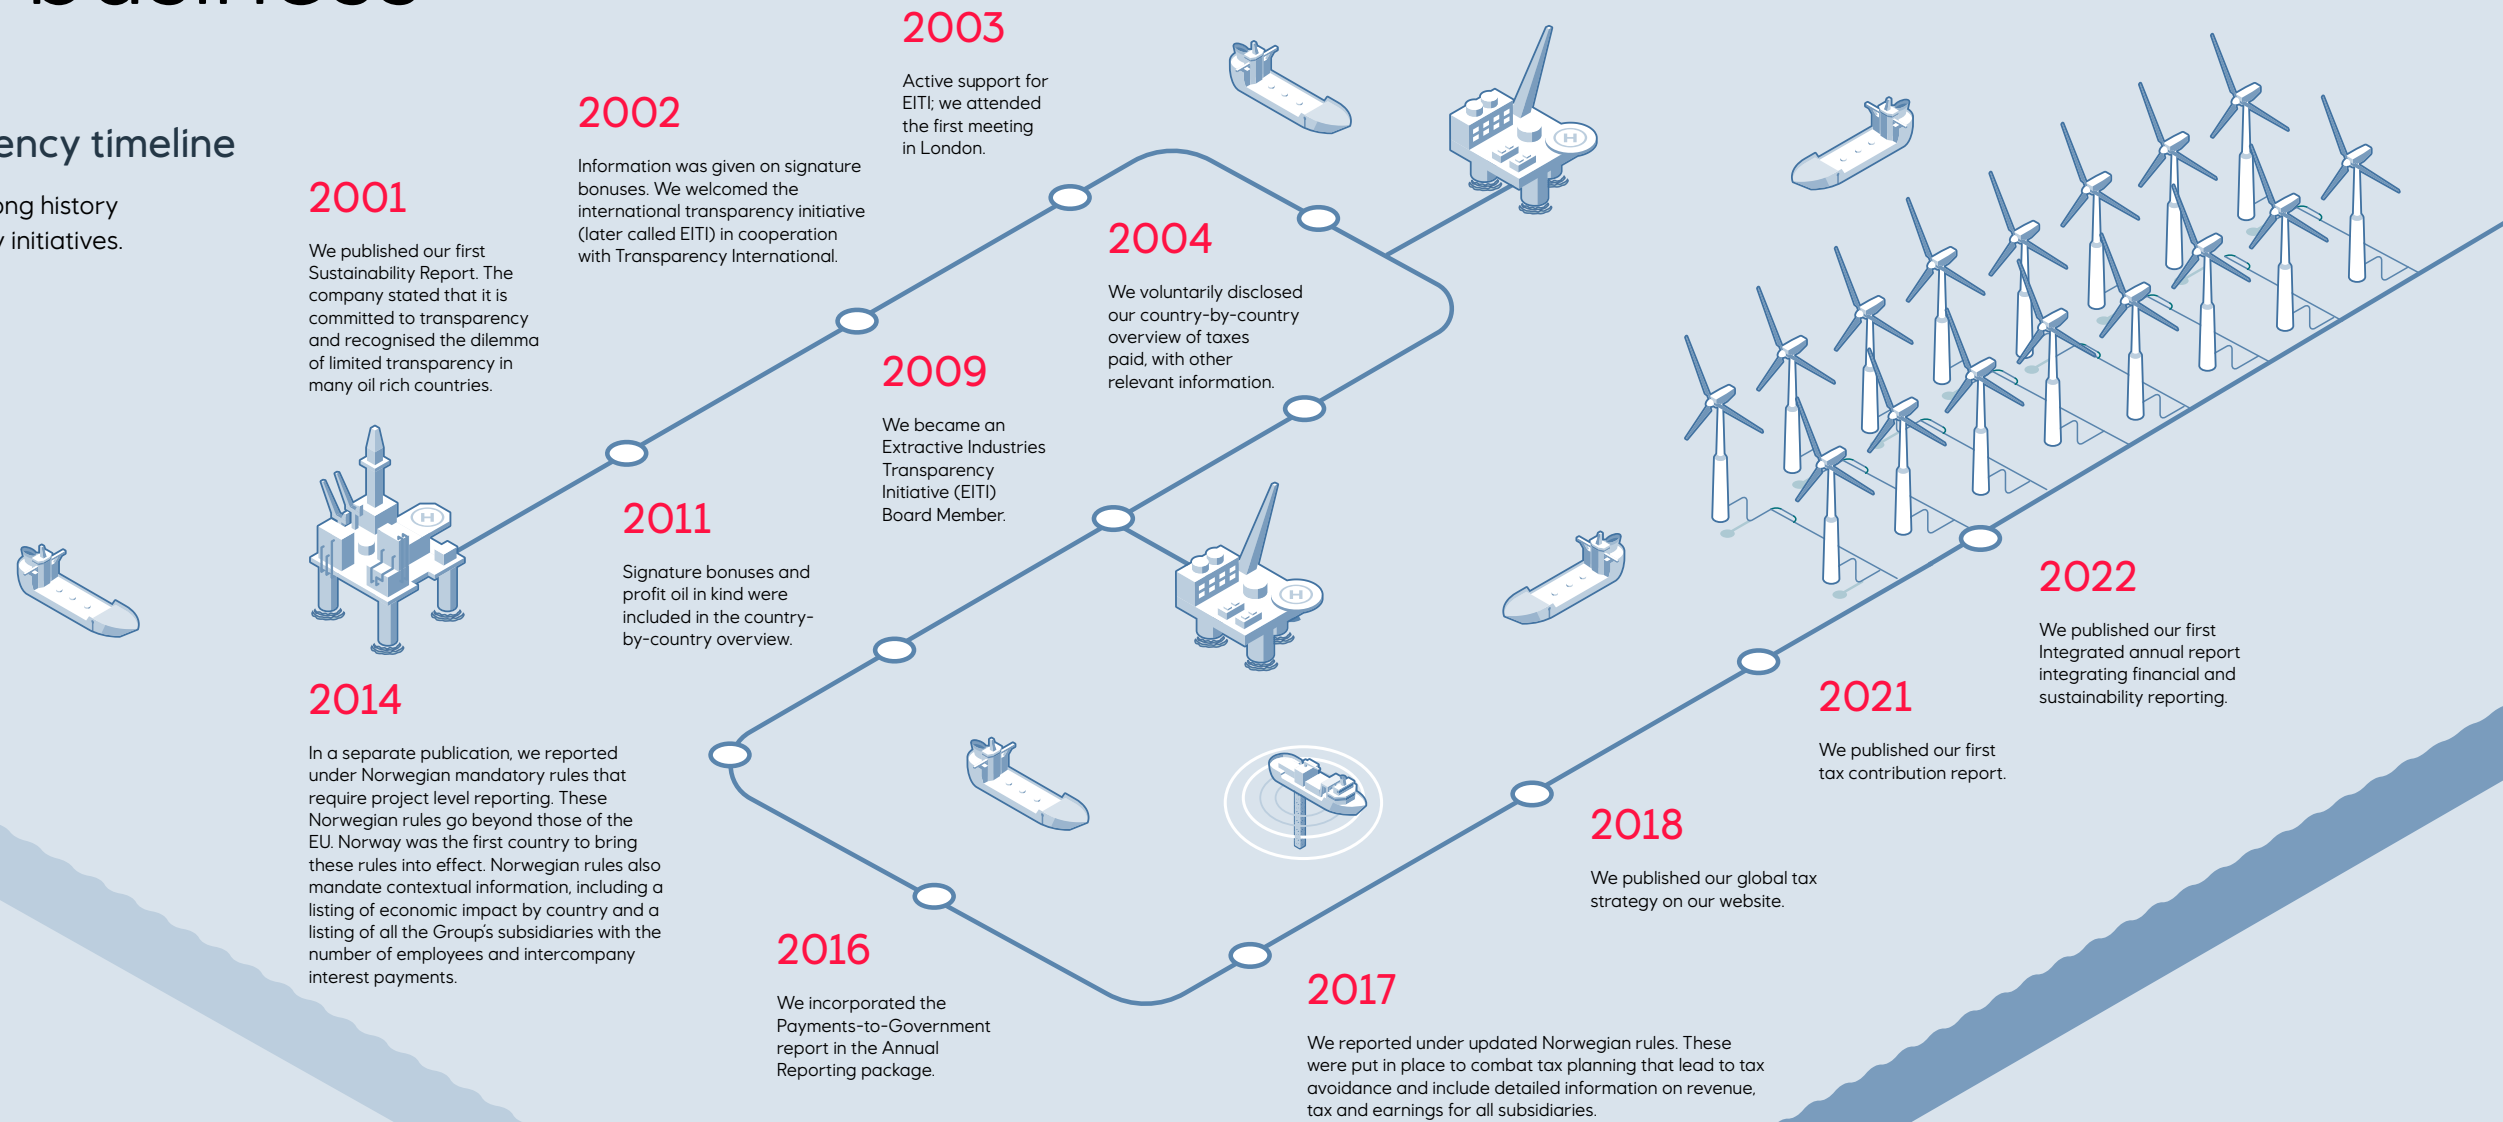 business
ency timeline
ong history
y initiatives.
2001
We published our first
Sustainability Report. The
company stated that it is
committed to transparency
and recognised the dilemma
of limited transparency in
many oil rich countries.
2002
Information was given on signature
bonuses. We welcomed the
international transparency initiative
(later called EITI) in cooperation
with Transparency International.
2003
Active support for
EITI; we attended
the first meeting
in London.
2004
We voluntarily disclosed
our country-by-country
overview of taxes
paid, with other
relevant information.
2009
We became an
Extractive Industries
Transparency
Initiative (EITI)
Board Member.
2011
Signature bonuses and
profit oil in kind were
included in the country-
by-country overview.
2014
In a separate publication, we reported
under Norwegian mandatory rules that
require project level reporting. These
Norwegian rules go beyond those of the
EU. Norway was the first country to bring
these rules into effect. Norwegian rules also
mandate contextual information, including a
listing of economic impact by country and a
listing of all the Group's subsidiaries with the
number of employees and intercompany
interest payments.
2016
We incorporated the
Payments-to-Government
report in the Annual
Reporting package.
2017
We reported under updated Norwegian rules. These
were put in place to combat tax planning that lead to tax
avoidance and include detailed information on revenue,
tax and earnings for all subsidiaries.
2018
We published our global tax
strategy on our website.
2021
We published our first
tax contribution report.
2022
We published our first
Integrated annual report
integrating financial and
sustainability reporting.
H
H
H